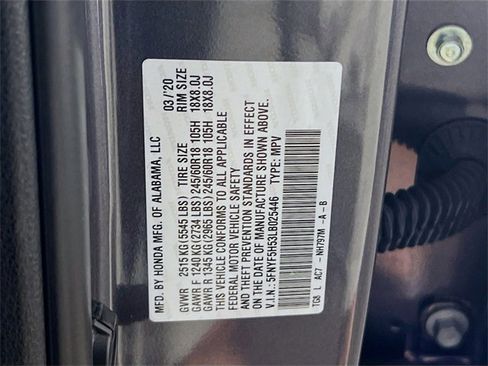 MFD. BY HONDA MFG. OF ALABAMA, LLC 03/'20
GVWR 2515 KG(5545 LBS) TIRE SIZE RIM SIZE
GAWR F 1240 KG(2734 LBS) 245/60R18 105H 18X8.0J
GAWR R 1345 KG(2965 LBS) 245/60R18 105H 18X8.0J
THIS VEHICLE CONFORMS TO ALL APPLICABLE
FEDERAL MOTOR VEHICLE SAFETY
AND THEFT PREVENTION STANDARDS IN EFFECT
ON THE DATE OF MANUFACTURE SHOWN ABOVE.
V.I.N.: 5FNYF5H53LB025446 TYPE: MPV
TG8 L AC7 -NH797M -A -B